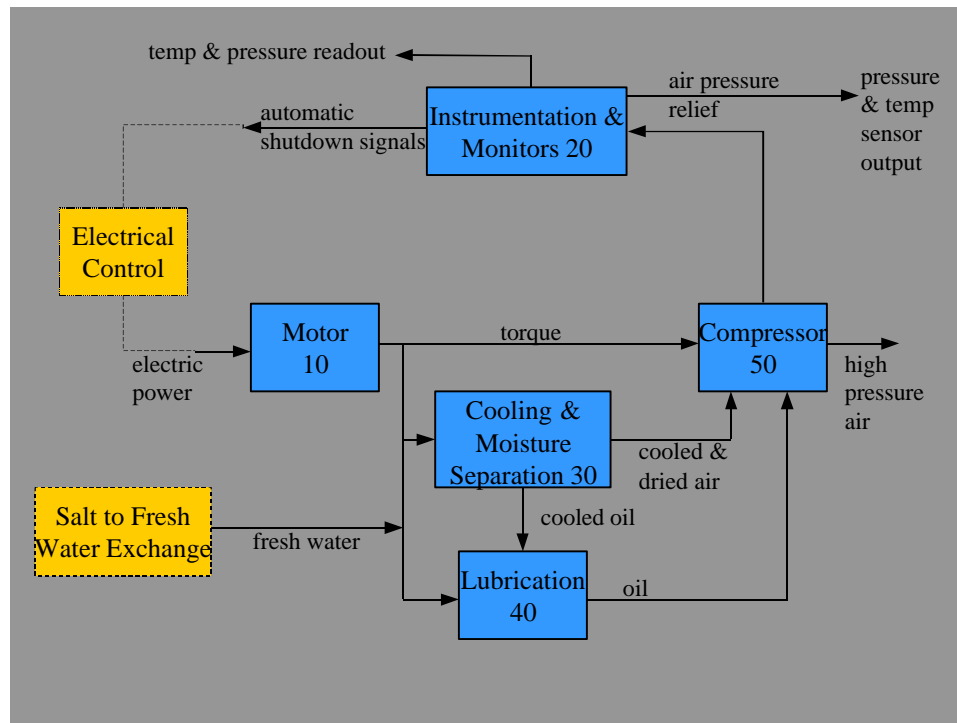 temp & pressure readout
air pressure
relief
pressure
& temp
sensor
output
automatic
shutdown signals
Instrumentation &
Monitors 20
Electrical
Control
electric
power
Motor
10
torque
Compressor
50
high
pressure
air
Cooling &
Moisture
Separation 30
cooled &
dried air
cooled oil
Salt to Fresh
Water Exchange
fresh water
Lubrication
40
oil